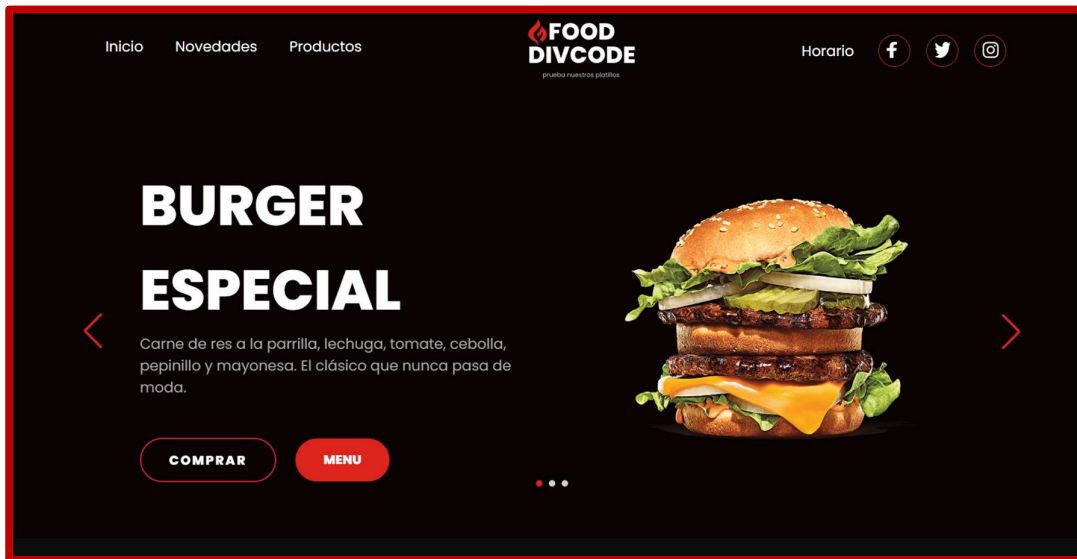 Inicio Novedades Productos
FOOD
DIVCODE
prueba nuestros platillos
Horario
BURGER
ESPECIAL
Carne de res a la parrilla, lechuga, tomate, cebolla,
pepinillo y mayonesa. El clásico que nunca pasa de
moda.
COMPRAR MENU